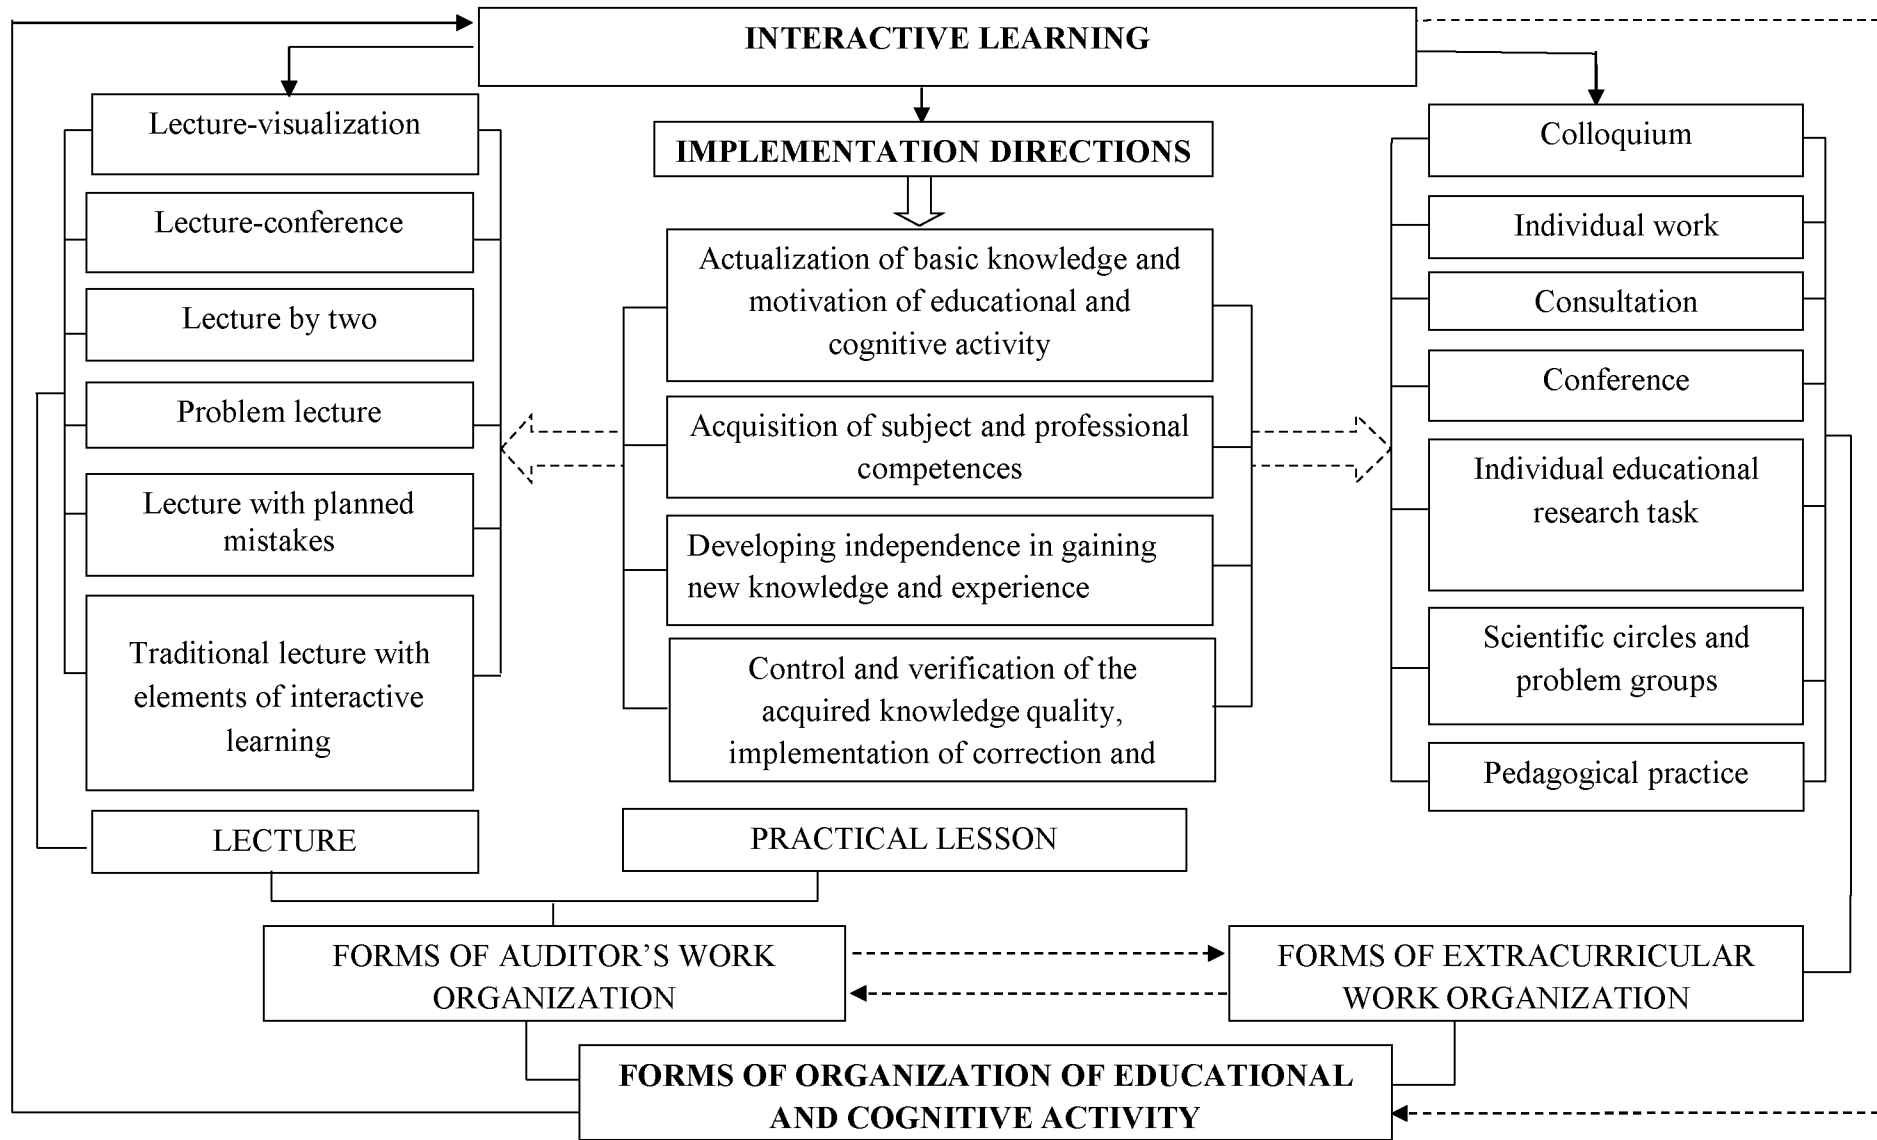 INTERACTIVE LEARNING
Lecture-visualization
Lecture-conference
Lecture by two
Problem lecture
Lecture with planned
mistakes
Traditional lecture with
elements of interactive
learning
IMPLEMENTATION DIRECTIONS
Actualization of basic knowledge and
motivation of educational and
cognitive activity
Acquisition of subject and professional
competences
Developing independence in gaining
new knowledge and experience
Control and verification of the
acquired knowledge quality,
implementation of correction and
Colloquium
Individual work
Consultation
Conference
Individual educational
research task
Scientific circles and
problem groups
Pedagogical practice
LECTURE
PRACTICAL LESSON
FORMS OF AUDITOR’S WORK
ORGANIZATION
FORMS OF EXTRACURRICULAR
WORK ORGANIZATION
FORMS OF ORGANIZATION OF EDUCATIONAL
AND COGNITIVE ACTIVITY